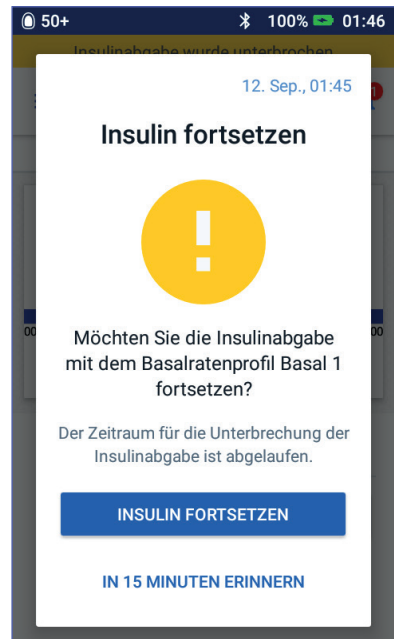 50+ 100% 01:46
Insulinabgabe wurde unterbrochen
12. Sep., 01:45
1
Insulin fortsetzen
!
Möchten Sie die Insulinabgabe
mit dem Basalratenprofil Basal 1
fortsetzen?
Der Zeitraum für die Unterbrechung der
Insulinabgabe ist abgelaufen.
INSULIN FORTSETZEN
IN 15 MINUTEN ERINNERN